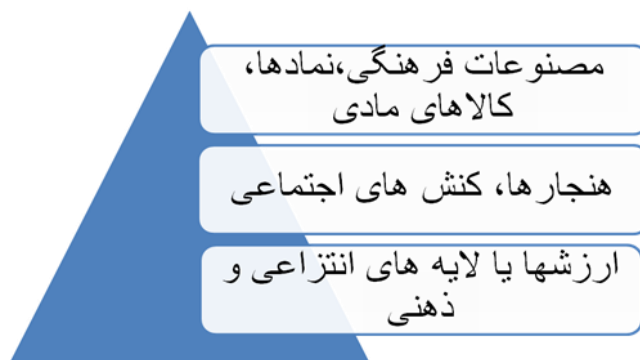 مصنوعات فرهنگی،نمادها،
کالاهای مادی
هنجارها، کنش های اجتماعی
ارزشها یا لایه های انتزاعی و
ذهنی